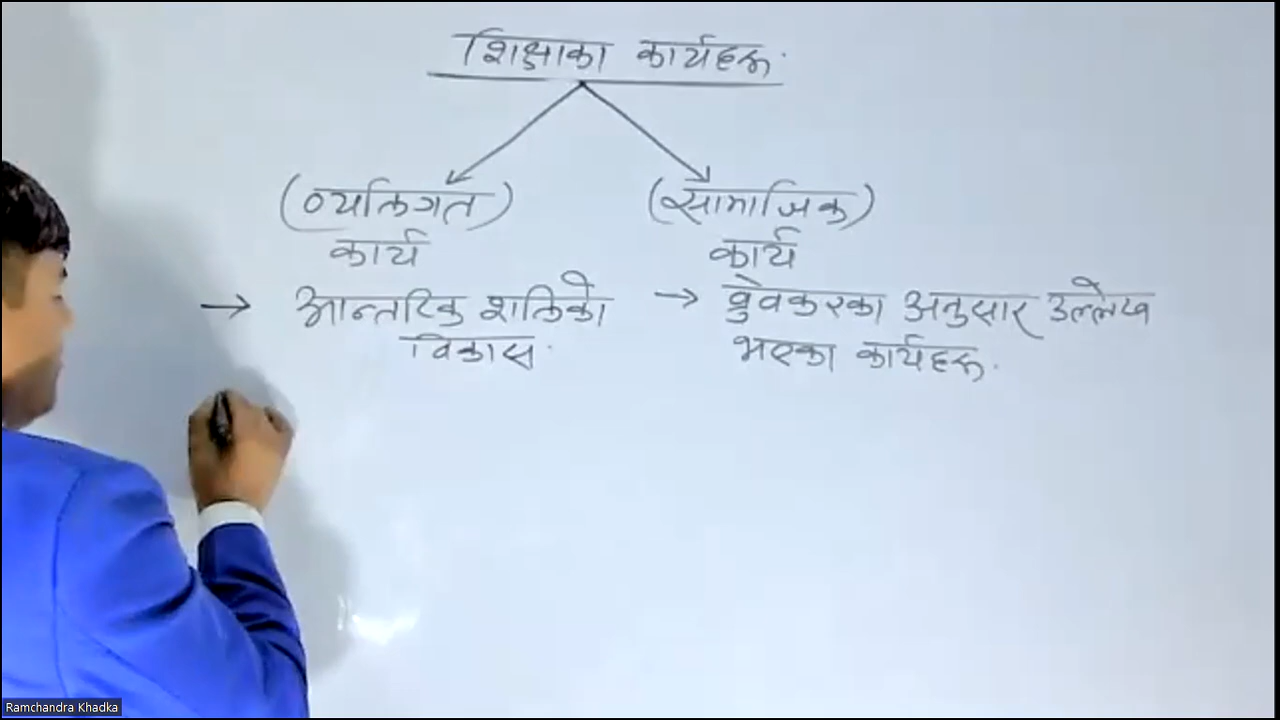 शिक्षाका कार्यहरू
(व्यक्तिगत)
कार्य
(सामाजिक)
कार्य
→ आन्तरिक शक्तिको
विकास
→ ब्रुवेकरका अनुसार उल्लेख
भएका कार्यहरू
Ramchandra Khadka